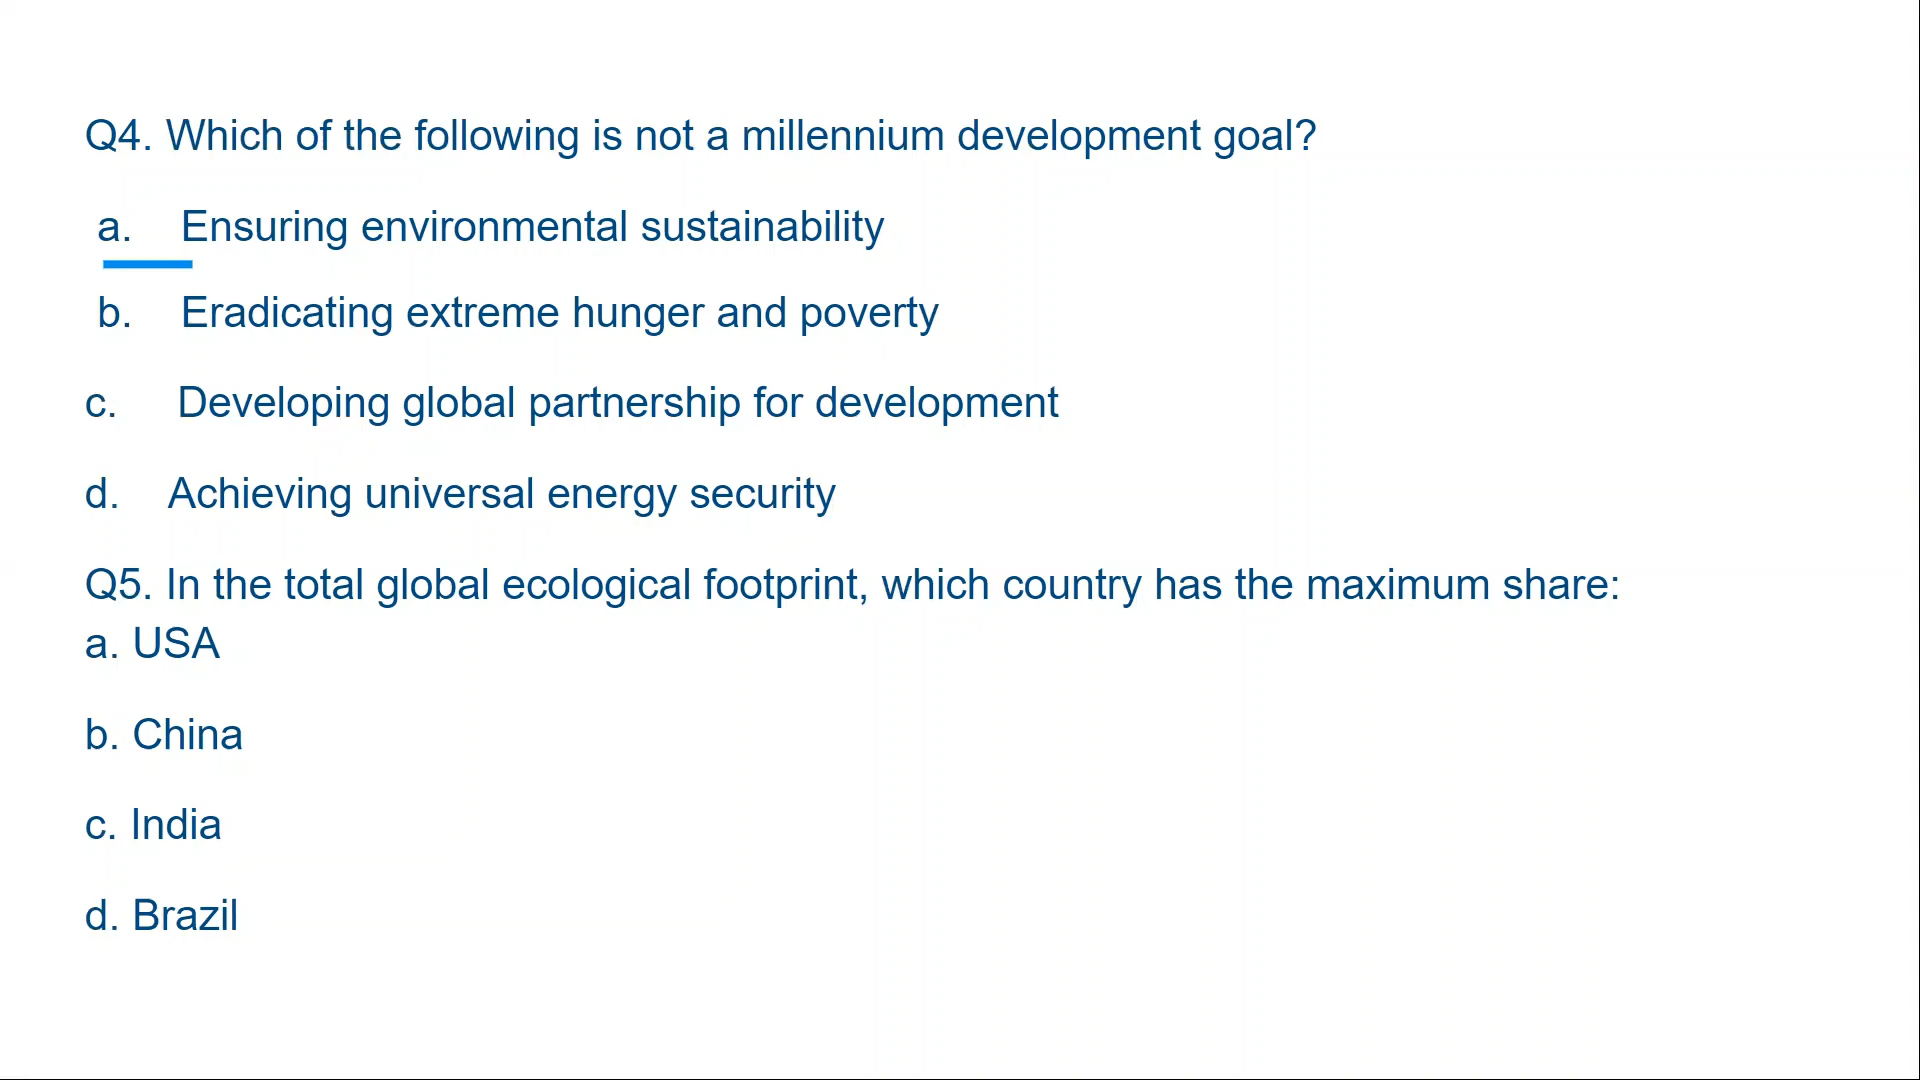 Q4. Which of the following is not a millennium development goal?
a. Ensuring environmental sustainability
b. Eradicating extreme hunger and poverty
c. Developing global partnership for development
d. Achieving universal energy security
Q5. In the total global ecological footprint, which country has the maximum share:
a. USA
b. China
c. India
d. Brazil